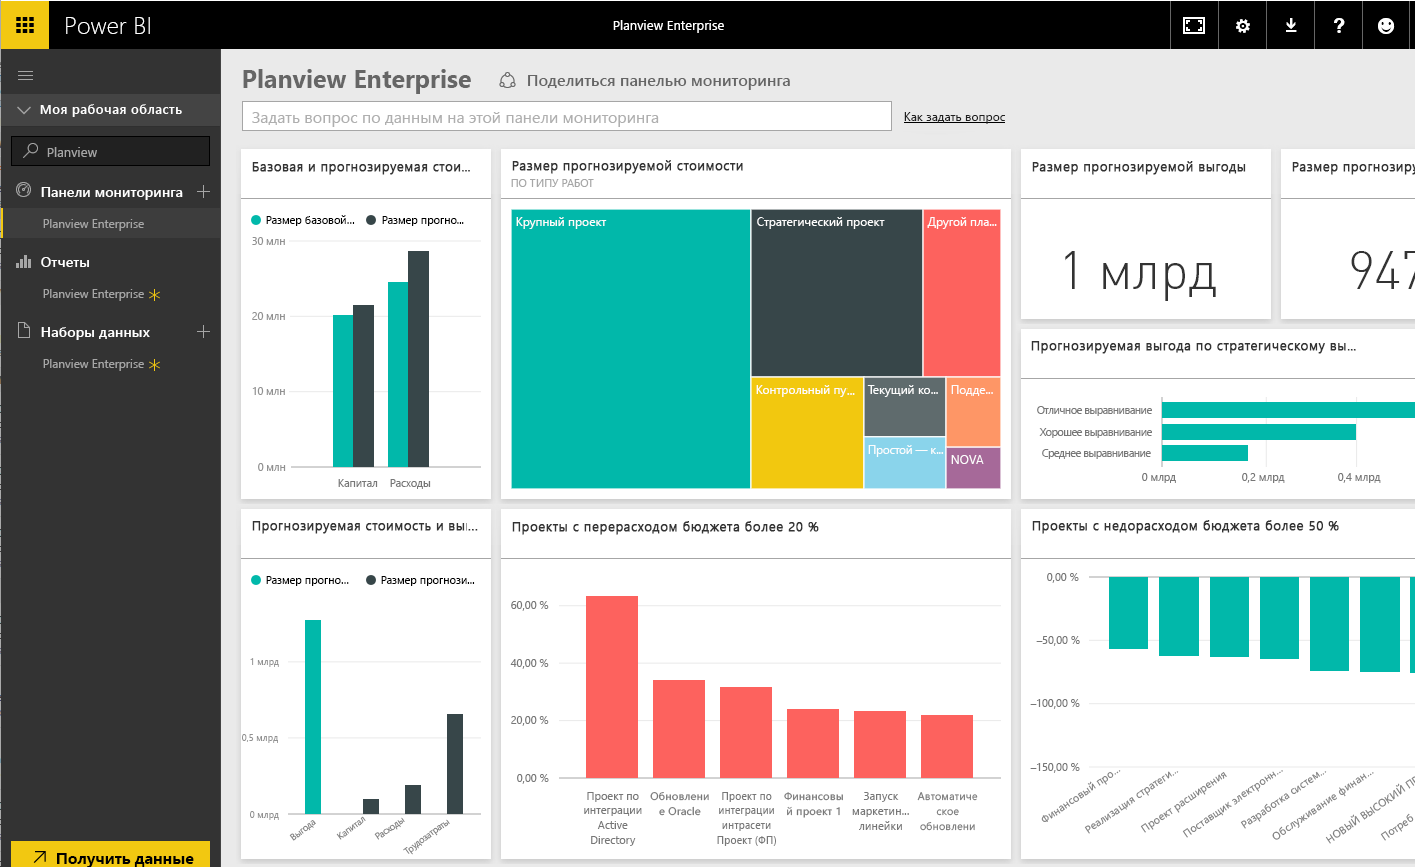 Power BI
Planview Enterprise
Моя рабочая область
Planview
Панели мониторинга
Planview Enterprise
Отчеты
Planview Enterprise
Наборы данных
Planview Enterprise
Получить данные
Planview Enterprise
Поделиться панелью мониторинга
Задать вопрос по данным на этой панели мониторинга
Как задать вопрос
Базовая и прогнозируемая стои...
Размер базовой... Размер прогно...
30 млн
20 млн
10 млн
0 млн
Капитал Расходы
Размер прогнозируемой стоимости
ПО ТИПУ РАБОТ
Крупный проект
Стратегический проект
Другой пла...
Контрольный пу...
Текущий ко...
Подде...
Простой — к...
NOVA
Размер прогнозируемой выгоды
1 млрд
Размер прогнозиру
947
Прогнозируемая выгода по стратегическому вы...
Отличное выравнивание
Хорошее выравнивание
Среднее выравнивание
0 млрд 0,2 млрд 0,4 млрд
Прогнозируемая стоимость и вы...
Размер прогно... Размер прогнози...
1 млрд
0,5 млрд
0 млрд
Выгода
Капитал
Расходы
Трудозатраты
Проекты с перерасходом бюджета более 20 %
60,00 %
40,00 %
20,00 %
0,00 %
Проект по
интеграции
Active
Directory
Обновлени
е Oracle
Проект по
интеграции
интрасети
Проект (ФП)
Финансовы
й проект 1
Запуск
маркетин...
линейки
Автоматиче
ское
обновлени
Проекты с недорасходом бюджета более 50 %
0,00 %
–50,00 %
–100,00 %
–150,00 %
Финансовый про...
Реализация стратеги...
Проект расширения
Поставщик электронн...
Разработка систем...
Обслуживание финан...
НОВЫЙ ВЫСОКИЙ ПР
Потреб